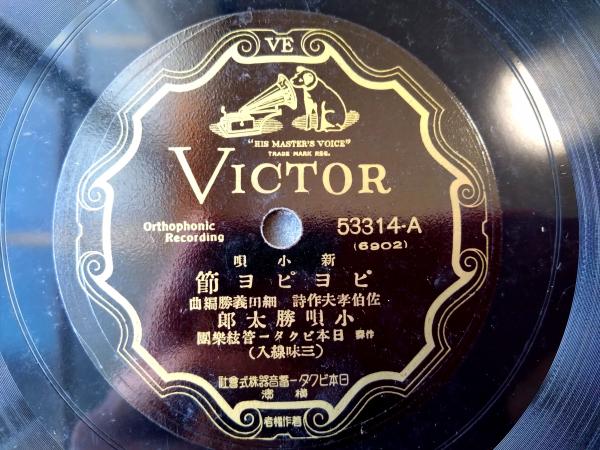 VE
"HIS MASTER'S VOICE"
TRADE MARK REG.
VICTOR
Orthophonic
Recording
53314-A
(6902)
新小唄
ピヨピヨ節
佐伯孝夫作詩 細田義勝編曲
小唄勝太郎
伴奏 日本ビクター管絃樂團
(三味線入)
日本ビクター蓄音器株式會社
横濱
著作權者